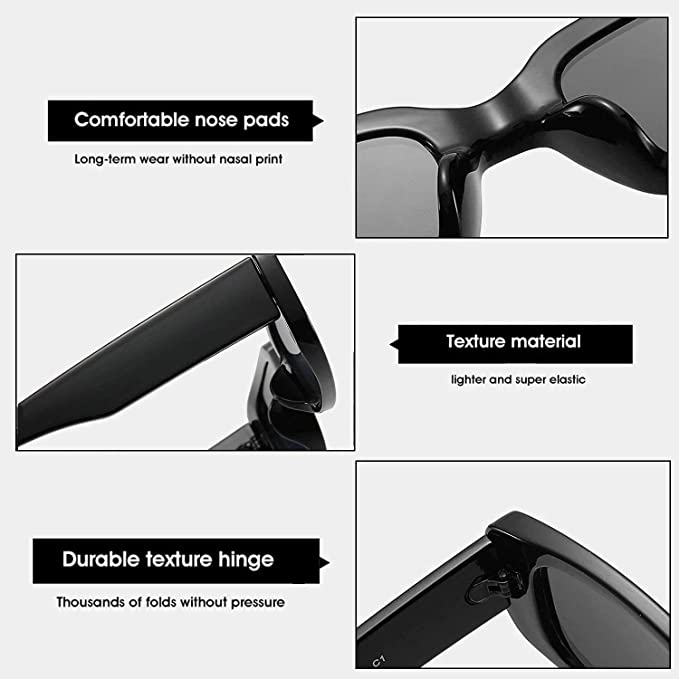 Comfortable nose pads
Long-term wear without nasal print
Texture material
lighter and super elastic
Durable texture hinge
Thousands of folds without pressure
C1